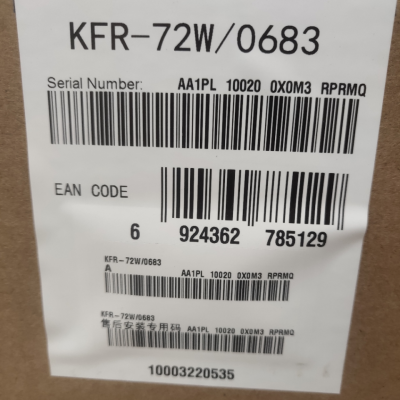 KFR-72W/0683
Serial Number: AA1PL 10020 0X0M3 RPRMQ
EAN CODE
6 924362 785129
KFR-72W/0683
A AA1PL 10020 0X0M3 RPRMQ
KFR-72W/0683
售后安装专用码 AA1PL 10020 0X0M3 RPRMQ
10003220535